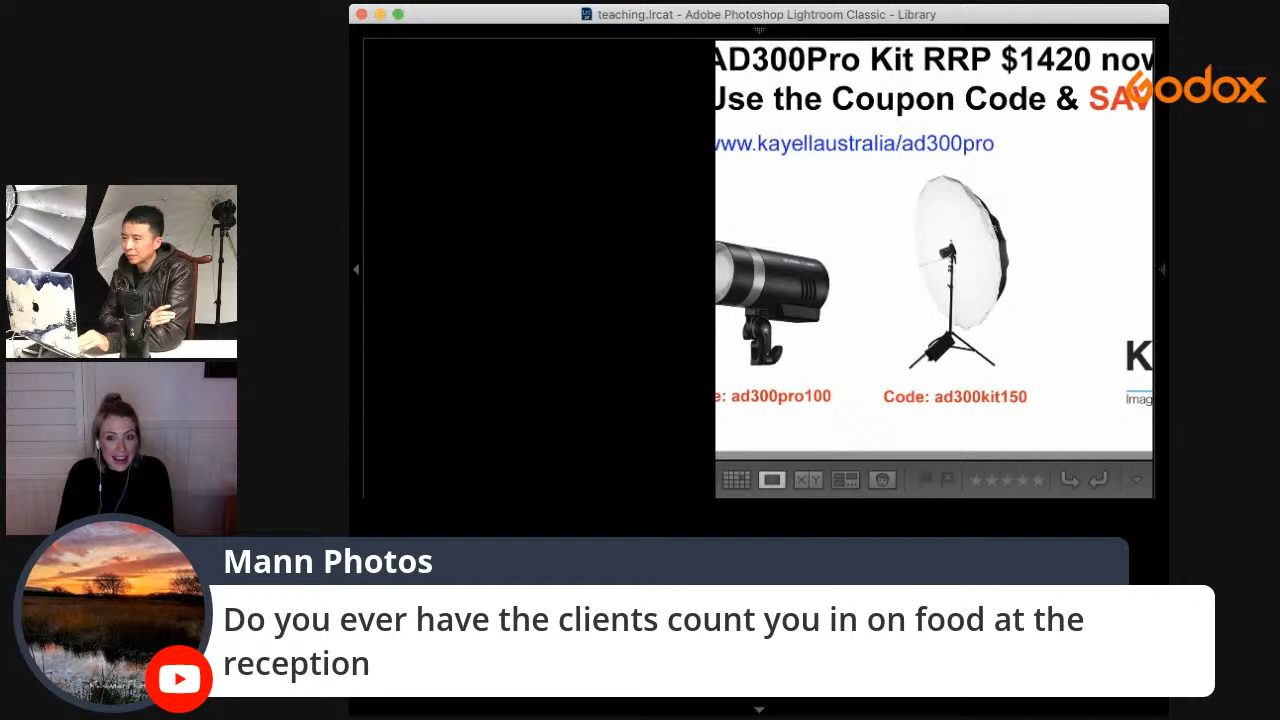 teaching.lrcat - Adobe Photoshop Lightroom Classic - Library
AD300Pro Kit RRP $1420 now
Use the Coupon Code & SAV
Godox
www.kayellaustralia/ad300pro
e: ad300pro100
Code: ad300kit150
K
Imag
XY
Mann Photos
Do you ever have the clients count you in on food at the
reception